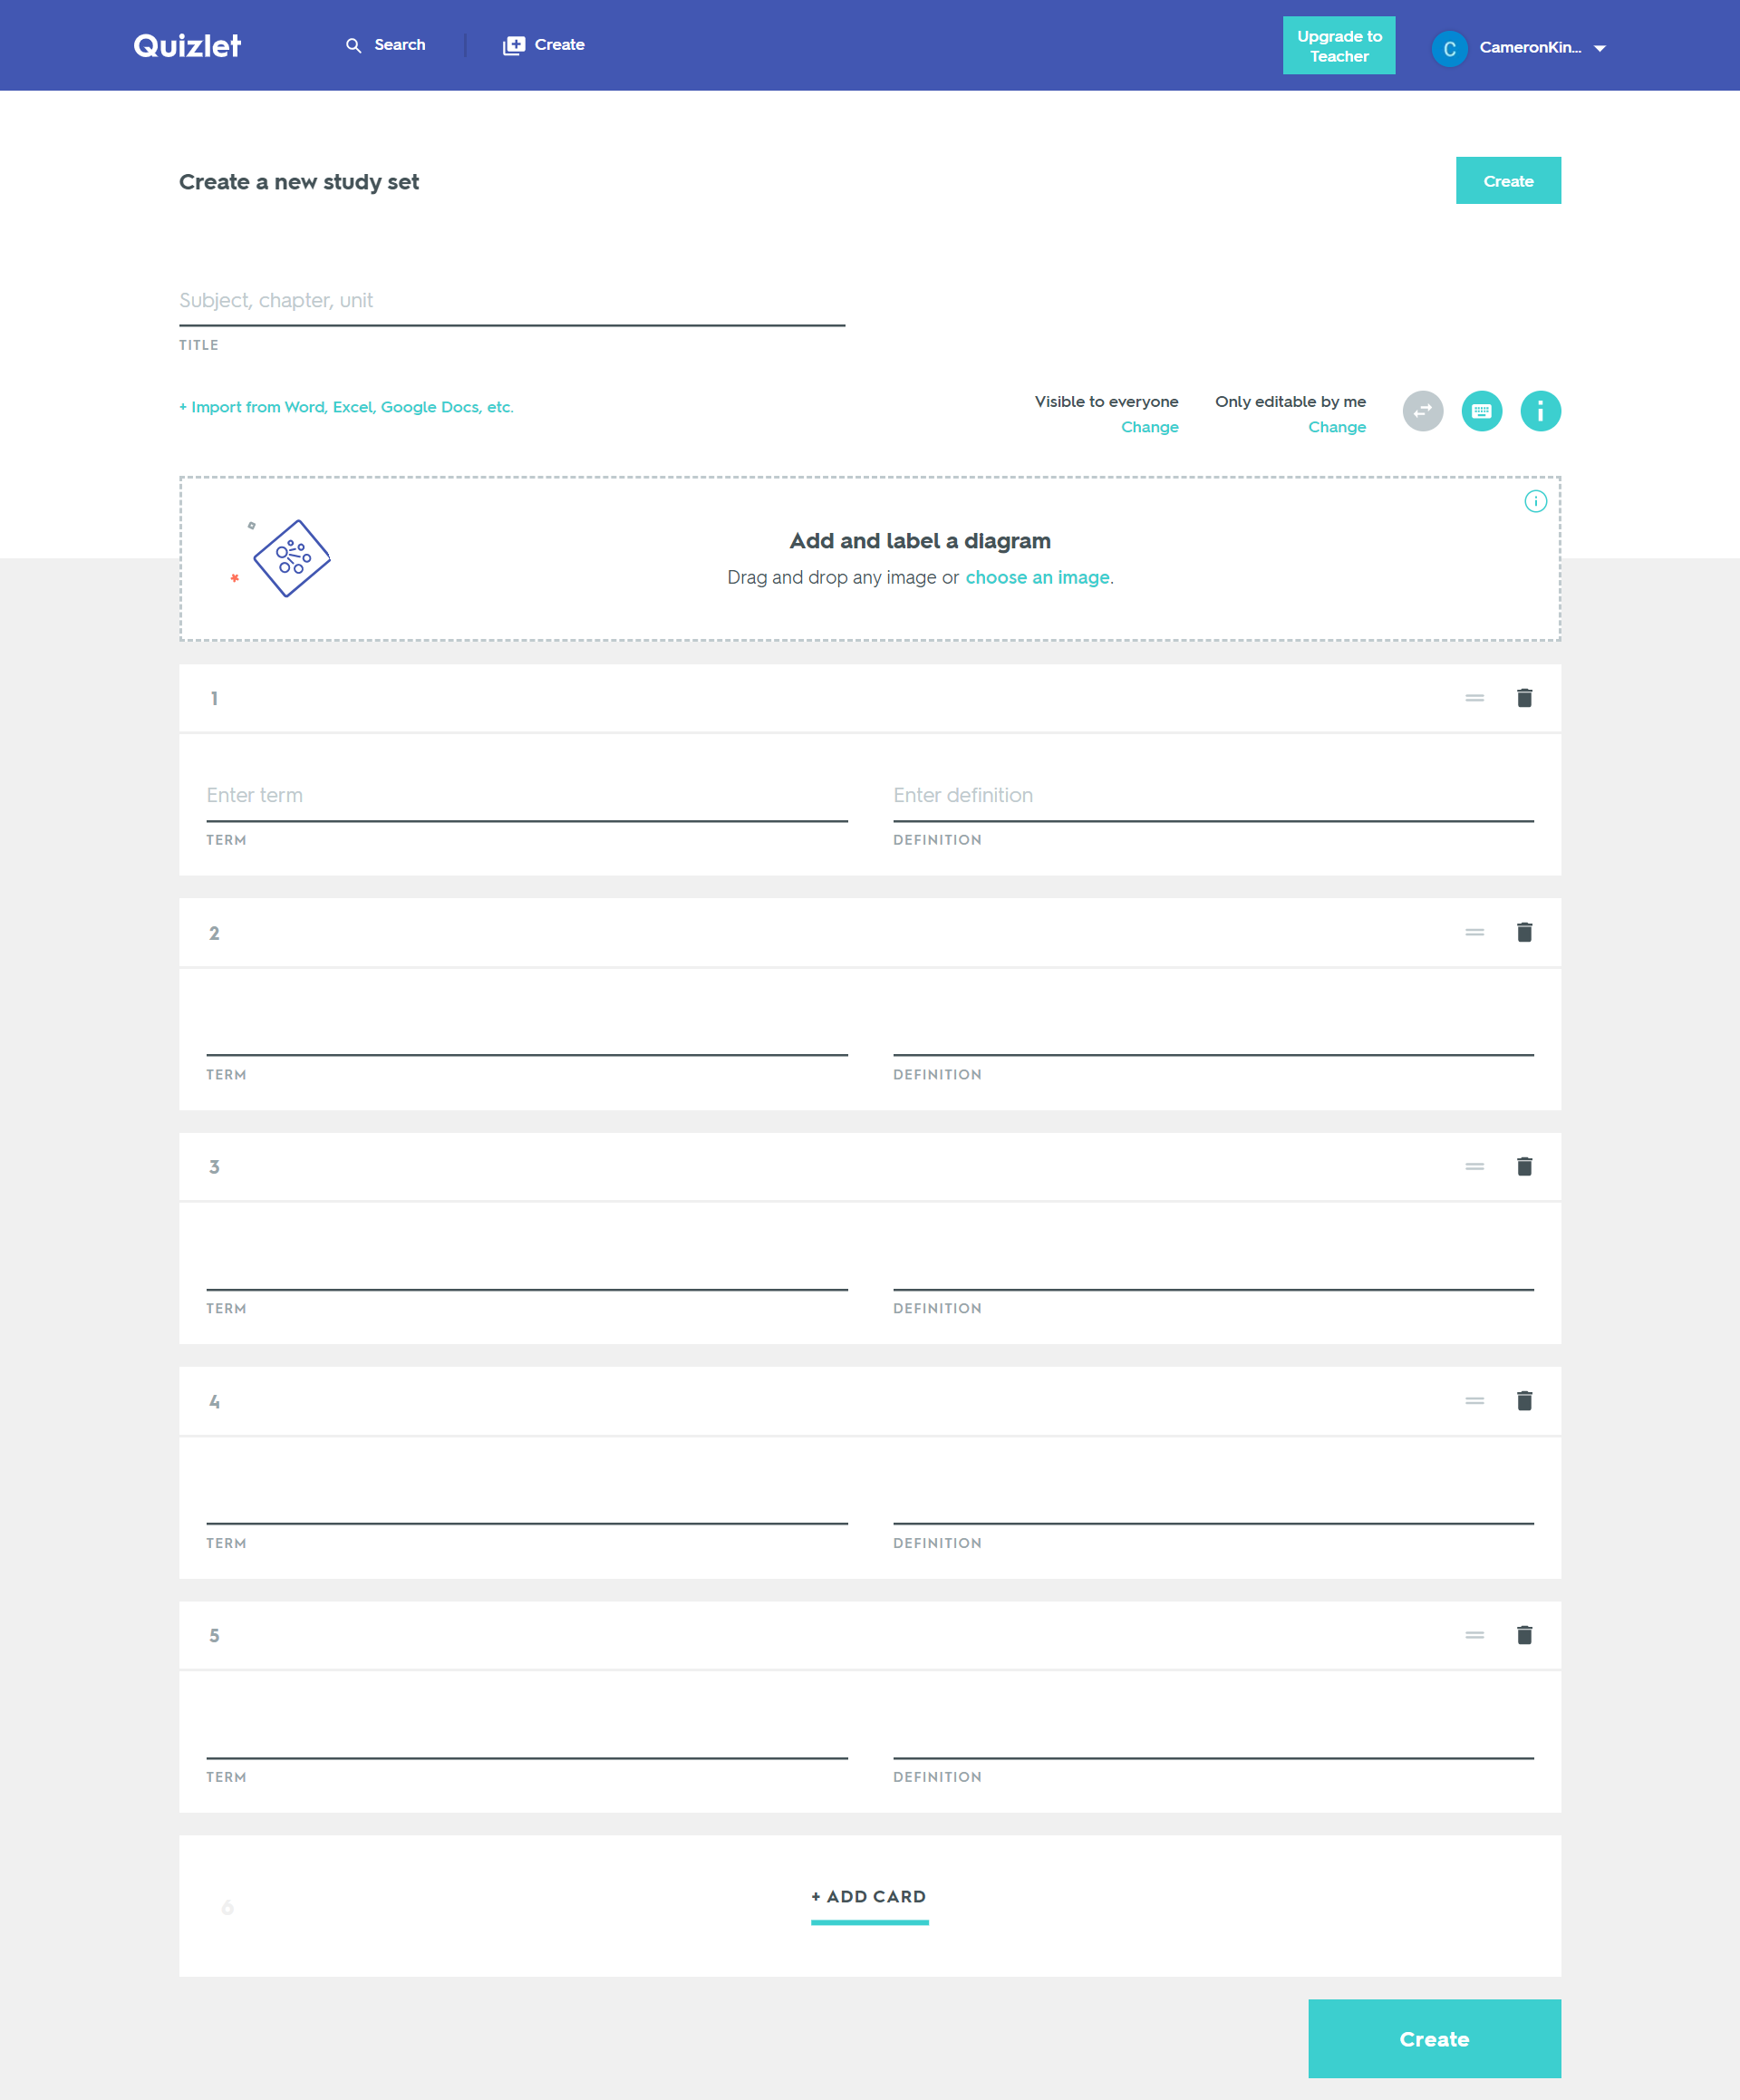 Quizlet
Search
Create
Upgrade to
Teacher
C
CameronKin...
Create a new study set
Create
Subject, chapter, unit
TITLE
+ Import from Word, Excel, Google Docs, etc.
Visible to everyone
Change
Only editable by me
Change
Add and label a diagram
Drag and drop any image or choose an image.
1
Enter term
TERM
Enter definition
DEFINITION
2
TERM
DEFINITION
3
TERM
DEFINITION
4
TERM
DEFINITION
5
TERM
DEFINITION
6
+ ADD CARD
Create